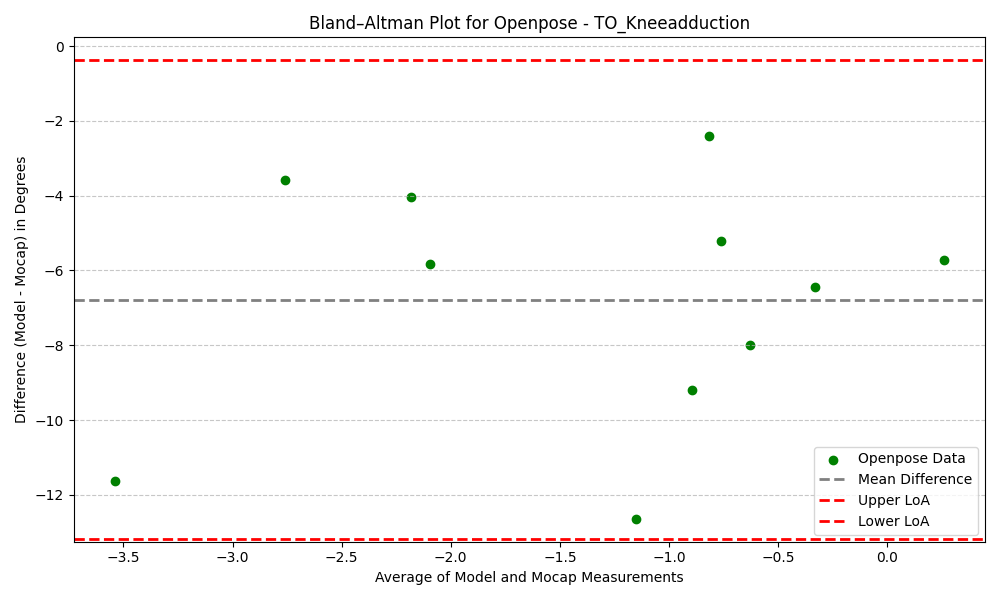 Bland–Altman Plot for Openpose - TO_Kneeadduction
Difference (Model - Mocap) in Degrees
0
−2
−4
−6
−8
−10
−12
Openpose Data
Mean Difference
Upper LoA
Lower LoA
−3.5 −3.0 −2.5 −2.0 −1.5 −1.0 −0.5 0.0
Average of Model and Mocap Measurements